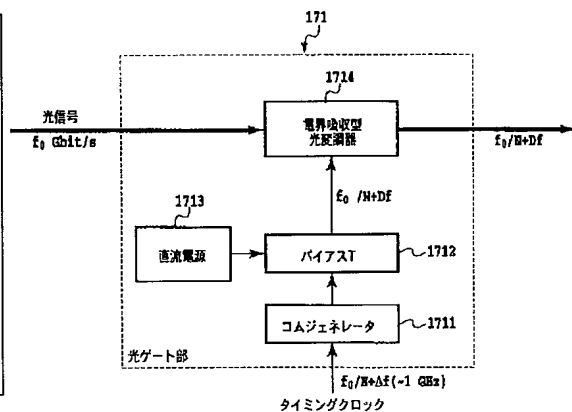 171
1714
光信号
f₀ Gbit/s
電界吸収型
光変調器
f₀/N+Df
f₀ /N+Df
1713
直流電源
バイアスT
1712
コムジェネレータ
1711
光ゲート部
f₀/N+Δf(~1 GHz)
タイミングクロック